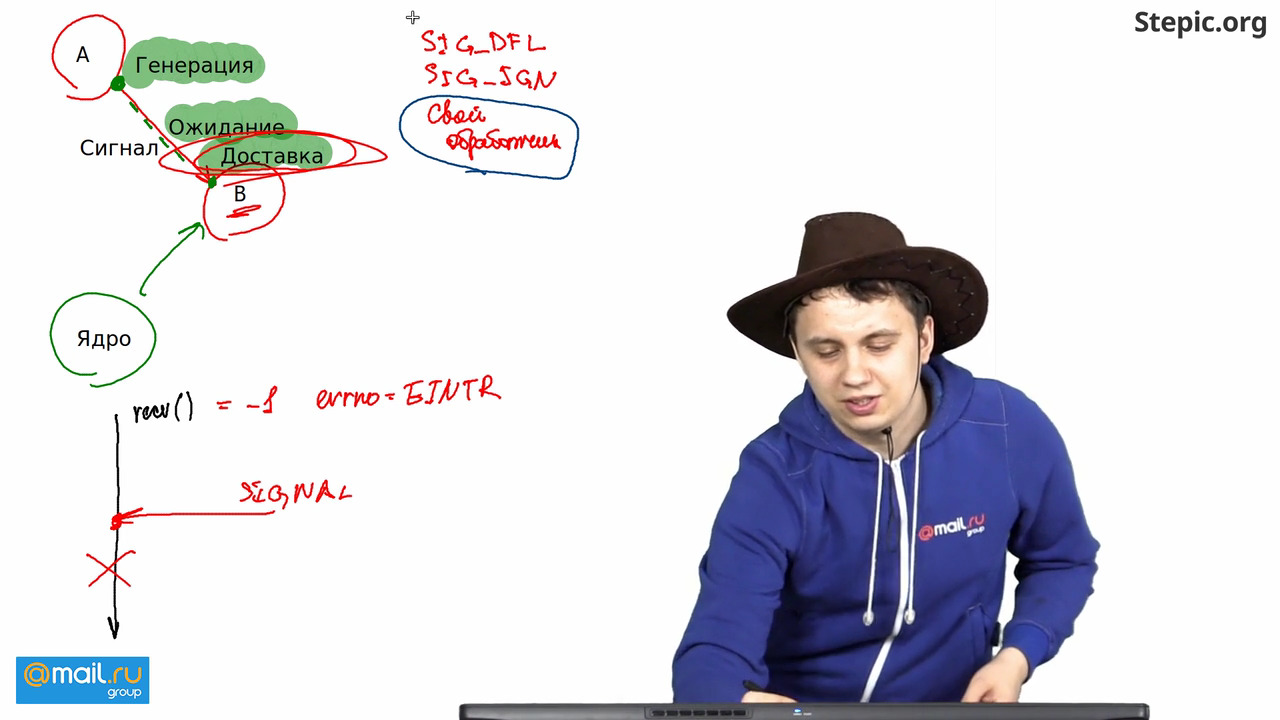 Stepic.org
A
Генерация
SIG_DFL
SIG_IGN
Свой
обработчик
Ожидание
Сигнал
Доставка
B
Ядро
recv() = -1 errno = EINTR
SIGNAL
@mail.ru
group
@mail.ru
group